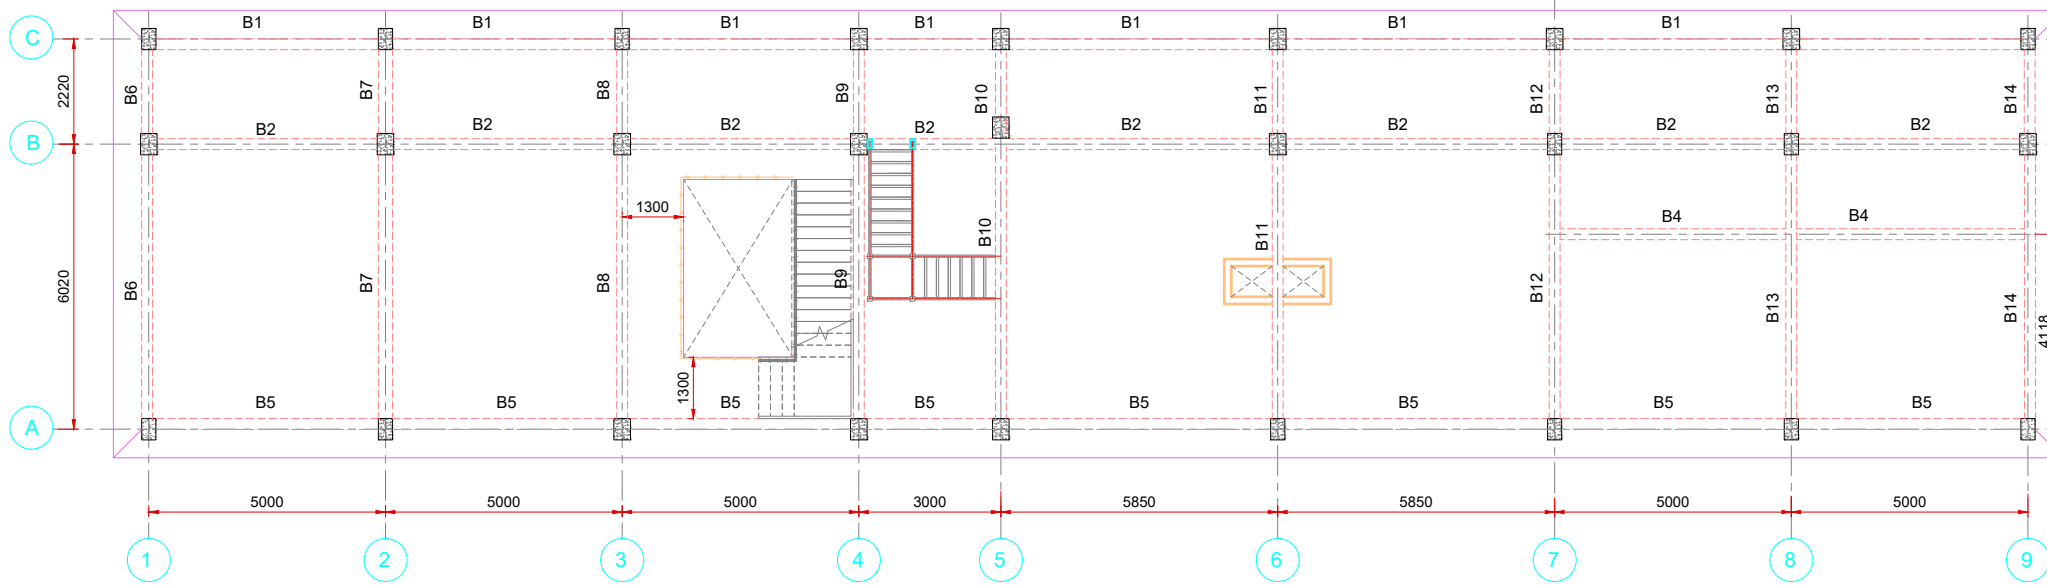 B1 B1 B1 B1 B1 B1 B1
C
2220
B6 B7 B8 B9 B10 B11 B12 B13 B14
B2 B2 B2 B2 B2 B2 B2 B2
B
1300
B4 B4
B10 B11
6020
B6 B7 B8 B9 B12 B13 B14
4118
1300
B5 B5 B5 B5 B5 B5 B5 B5
A
5000 5000 5000 3000 5850 5850 5000 5000
1 2 3 4 5 6 7 8 9